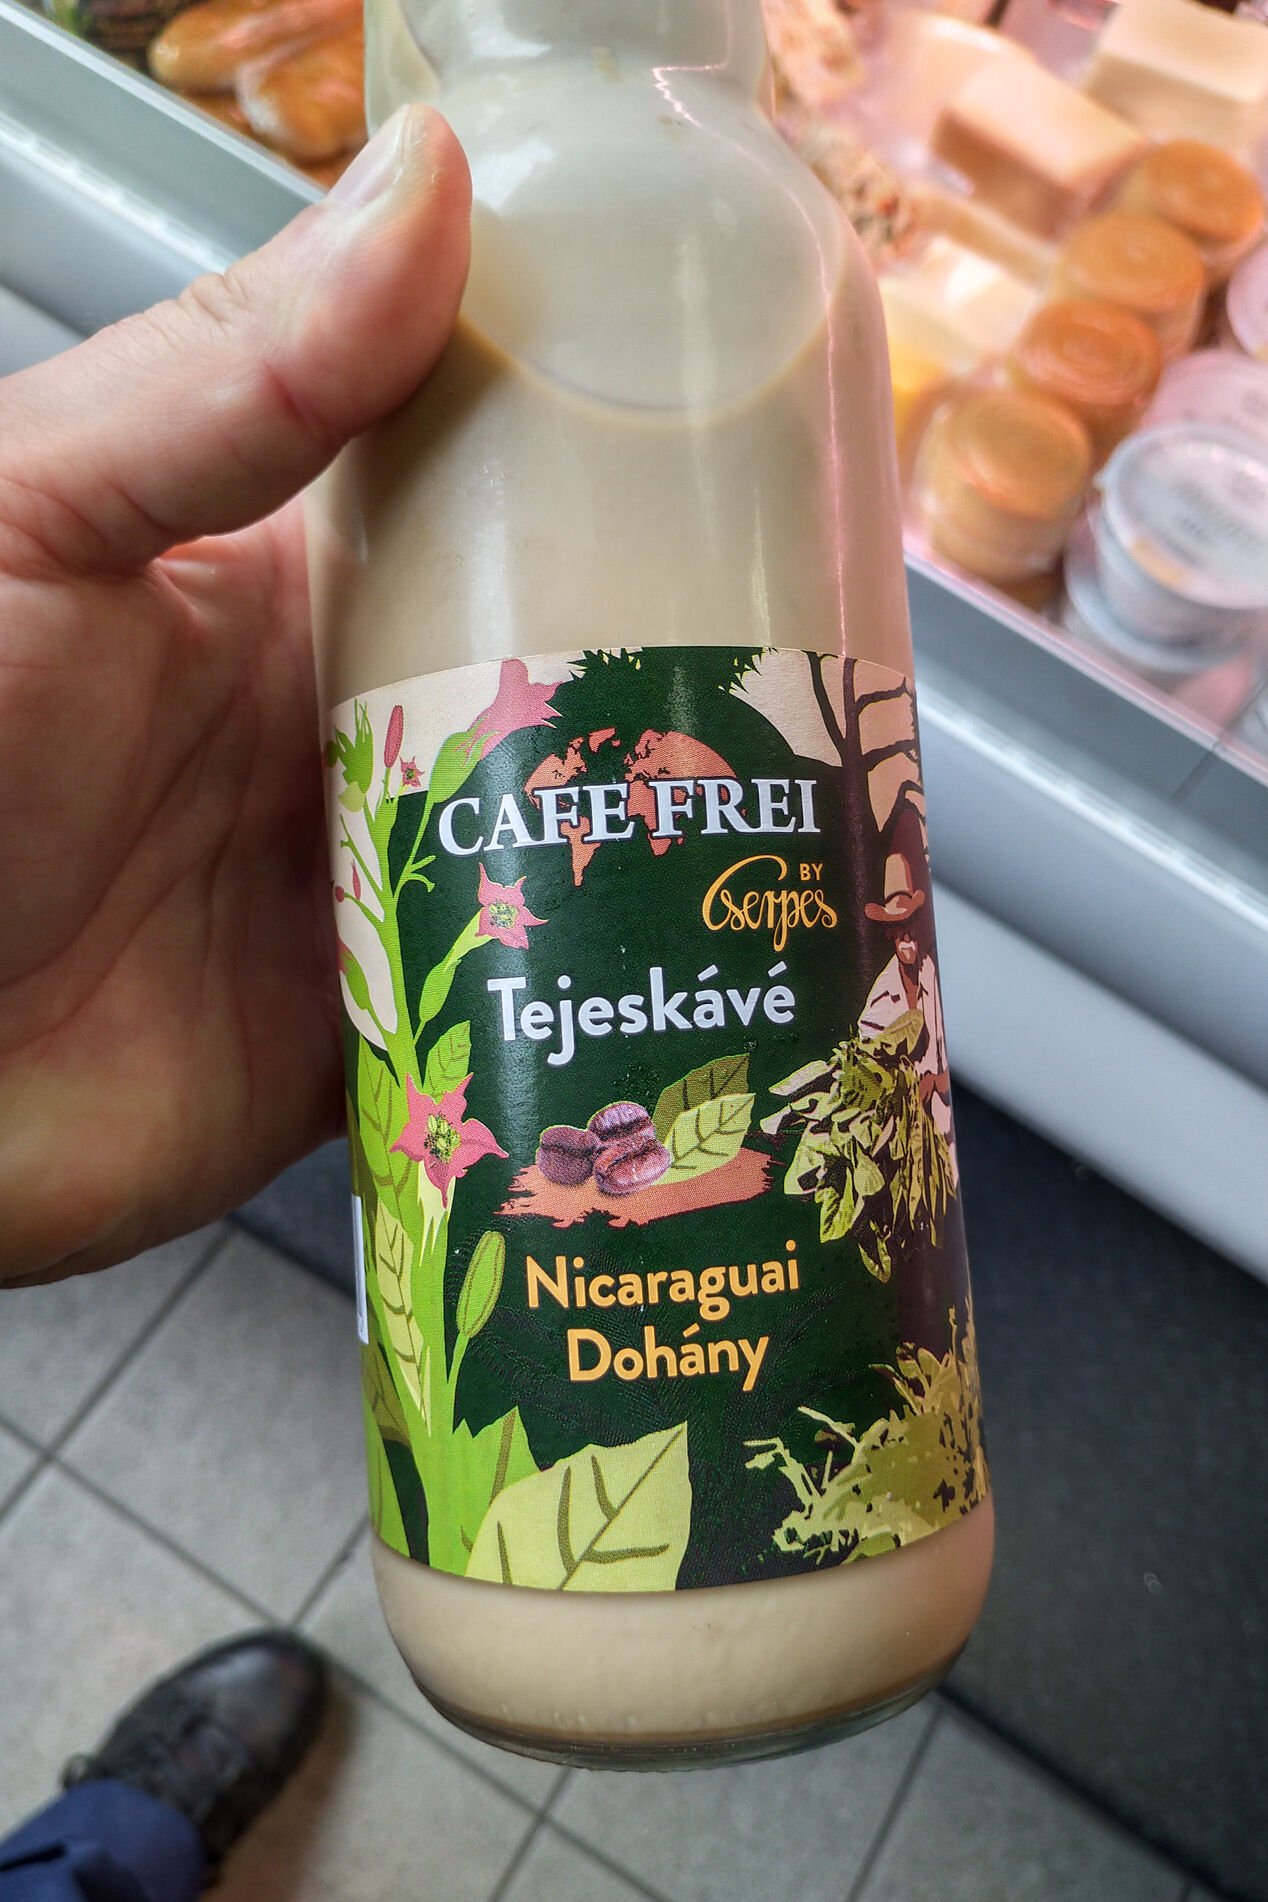 CAFE FREI
BY
Cserpes
Tejeskávé
Nicaraguai
Dohány